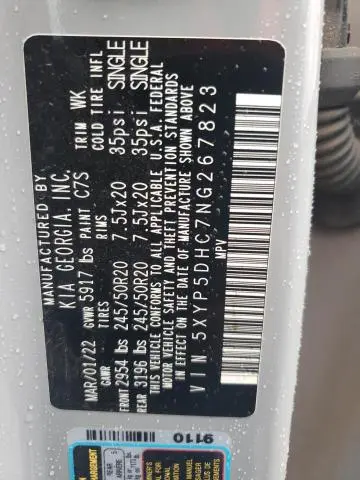 MANUFACTURED BY
KIA GEORGIA, INC.
MAR/01/22 GVWR 5917 lbs PAINT C7S TRIM WK
GAWR TIRES RIMS COLD TIRE INFL
FRONT 2954 lbs 245/50R20 7.5Jx20 35psi SINGLE
REAR 3196 lbs 245/50R20 7.5Jx20 35psi SINGLE
THIS VEHICLE CONFORMS TO ALL APPLICABLE U.S.A. FEDERAL
MOTOR VEHICLE SAFETY AND THEFT PREVENTION STANDARDS
IN EFFECT ON THE DATE OF MANUFACTURE SHOWN ABOVE
VIN 5XYP5DHC7NG267823
MPV
9110
REAR
ARRIERE
5